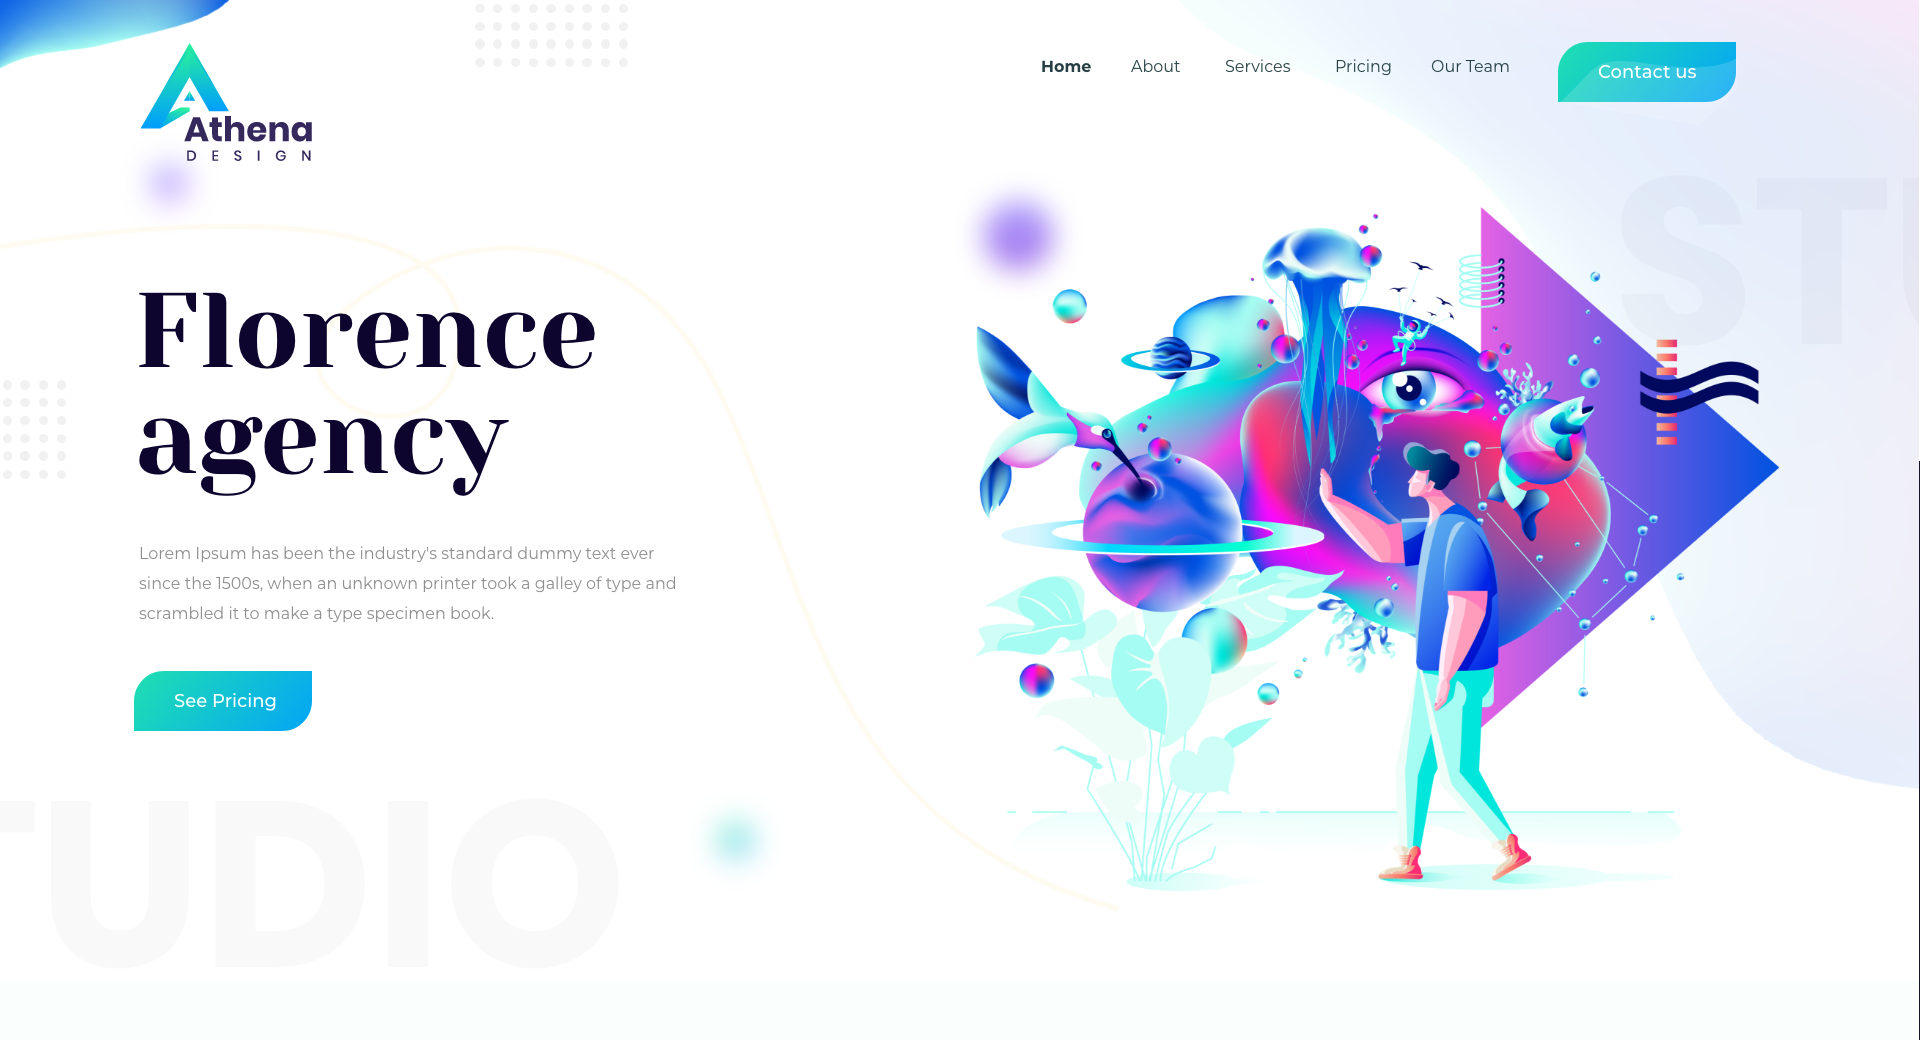 Athena
DESIGN
Home
About
Services
Pricing
Our Team
Contact us
STU
Florence
agency
Lorem Ipsum has been the industry's standard dummy text ever
since the 1500s, when an unknown printer took a galley of type and
scrambled it to make a type specimen book.
See Pricing
TUDIO